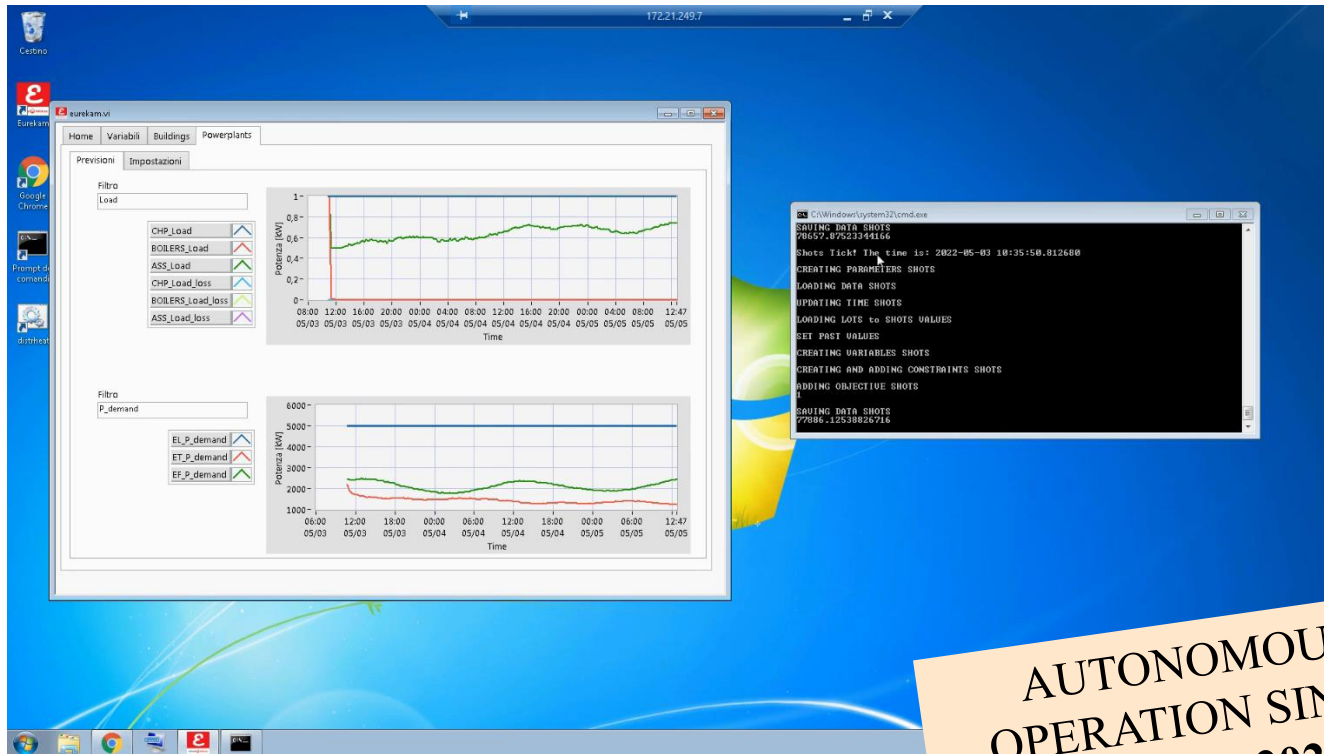 172.21.249.7
Cestino
Eurekam
Google
Chrome
Prompt de
comandi
distrheat
eurekam.vi
Home Variabili Buildings Powerplants
Previsioni Impostazioni
Filtro
Load
CHP_Load
BOILERS_Load
ASS_Load
CHP_Load_loss
BOILERS_Load_loss
ASS_Load_loss
Potenza [kW]
1
0,8
0,6
0,4
0,2
0
08:00 12:00 16:00 20:00 00:00 04:00 08:00 12:00 16:00 20:00 00:00 04:00 08:00 12:47
05/03 05/03 05/03 05/03 05/04 05/04 05/04 05/04 05/04 05/04 05/05 05/05 05/05 05/05
Time
Filtro
P_demand
EL_P_demand
ET_P_demand
EF_P_demand
Potenza [kW]
6000
5000
4000
3000
2000
1000
06:00 12:00 18:00 00:00 06:00 12:00 18:00 00:00 06:00 12:47
05/03 05/03 05/03 05/04 05/04 05/04 05/04 05/05 05/05 05/05
Time
C:\Windows\system32\cmd.exe
SAVING DATA SHOTS
78657.87523344166
Shots Tick! The time is: 2022-05-03 10:35:50.812680
CREATING PARAMETERS SHOTS
LOADING DATA SHOTS
UPDATING TIME SHOTS
LOADING LOTS to SHOTS VALUES
SET PAST VALUES
CREATING VARIABLES SHOTS
CREATING AND ADDING CONSTRAINTS SHOTS
ADDING OBJECTIVE SHOTS
1
SAVING DATA SHOTS
77086.12538826716
AUTONOMOU
OPERATION SIN